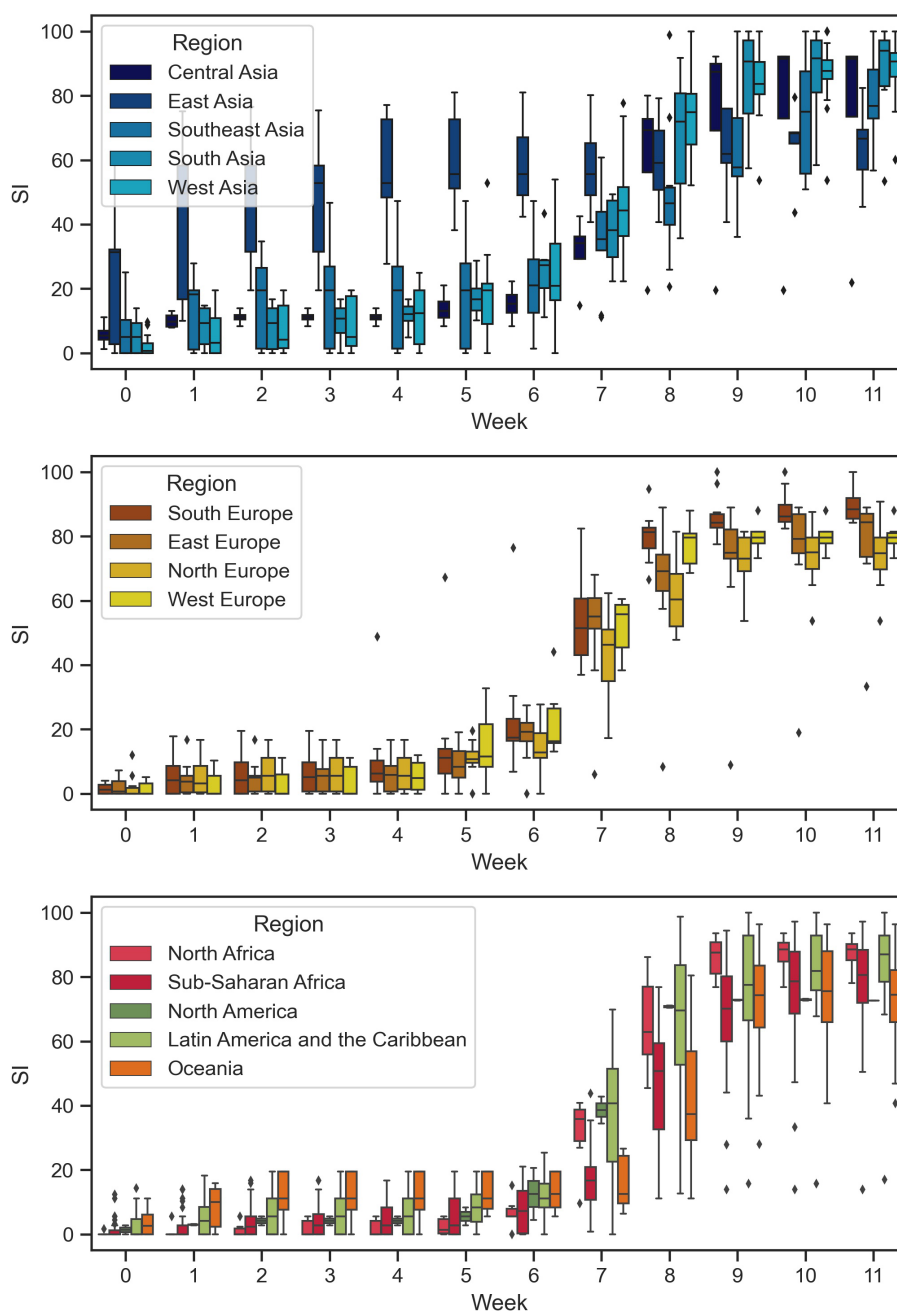 100
80
60
40
20
0
SI
Region
Central Asia
East Asia
Southeast Asia
South Asia
West Asia
0 1 2 3 4 5 6 7 8 9 10 11
Week
100
80
60
40
20
0
SI
Region
South Europe
East Europe
North Europe
West Europe
0 1 2 3 4 5 6 7 8 9 10 11
Week
100
80
60
40
20
0
SI
Region
North Africa
Sub-Saharan Africa
North America
Latin America and the Caribbean
Oceania
0 1 2 3 4 5 6 7 8 9 10 11
Week